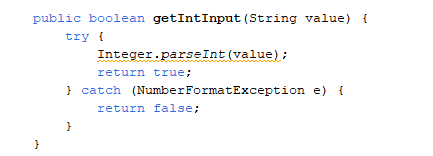 public boolean getIntInput(String value) {
try {
Integer.parseInt(value);
return true;
} catch (NumberFormatException e) {
return false;
}
}